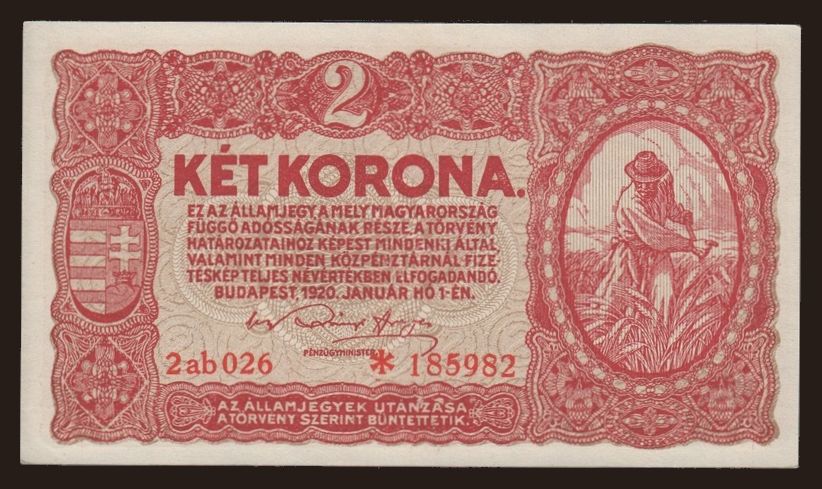 2
KÉT KORONA.
EZ AZ ÁLLAMJEGY, A MELY MAGYARORSZÁG
FÜGGŐ ADÓSSÁGÁNAK RÉSZE, A TÖRVÉNY
HATÁROZATAIHOZ KÉPEST MINDENKI ÁLTAL,
VALAMINT MINDEN KÖZPÉNZTÁRNÁL FIZE-
TÉSKÉP TELJES NÉVÉRTÉKBEN ELFOGADANDÓ.
BUDAPEST, 1920. JANUÁR HÓ 1-ÉN.
PÉNZÜGYMINISTER.
2ab026 * 185982
AZ ÁLLAMJEGYEK UTÁNZÁSA
A TÖRVÉNY SZERINT BÜNTETTETIK.